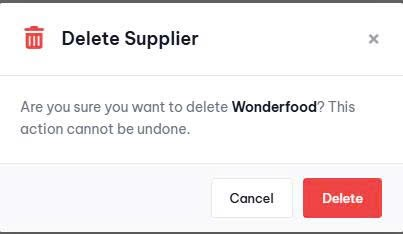 Delete Supplier
Are you sure you want to delete Wonderfood? This
action cannot be undone.
Cancel
Delete